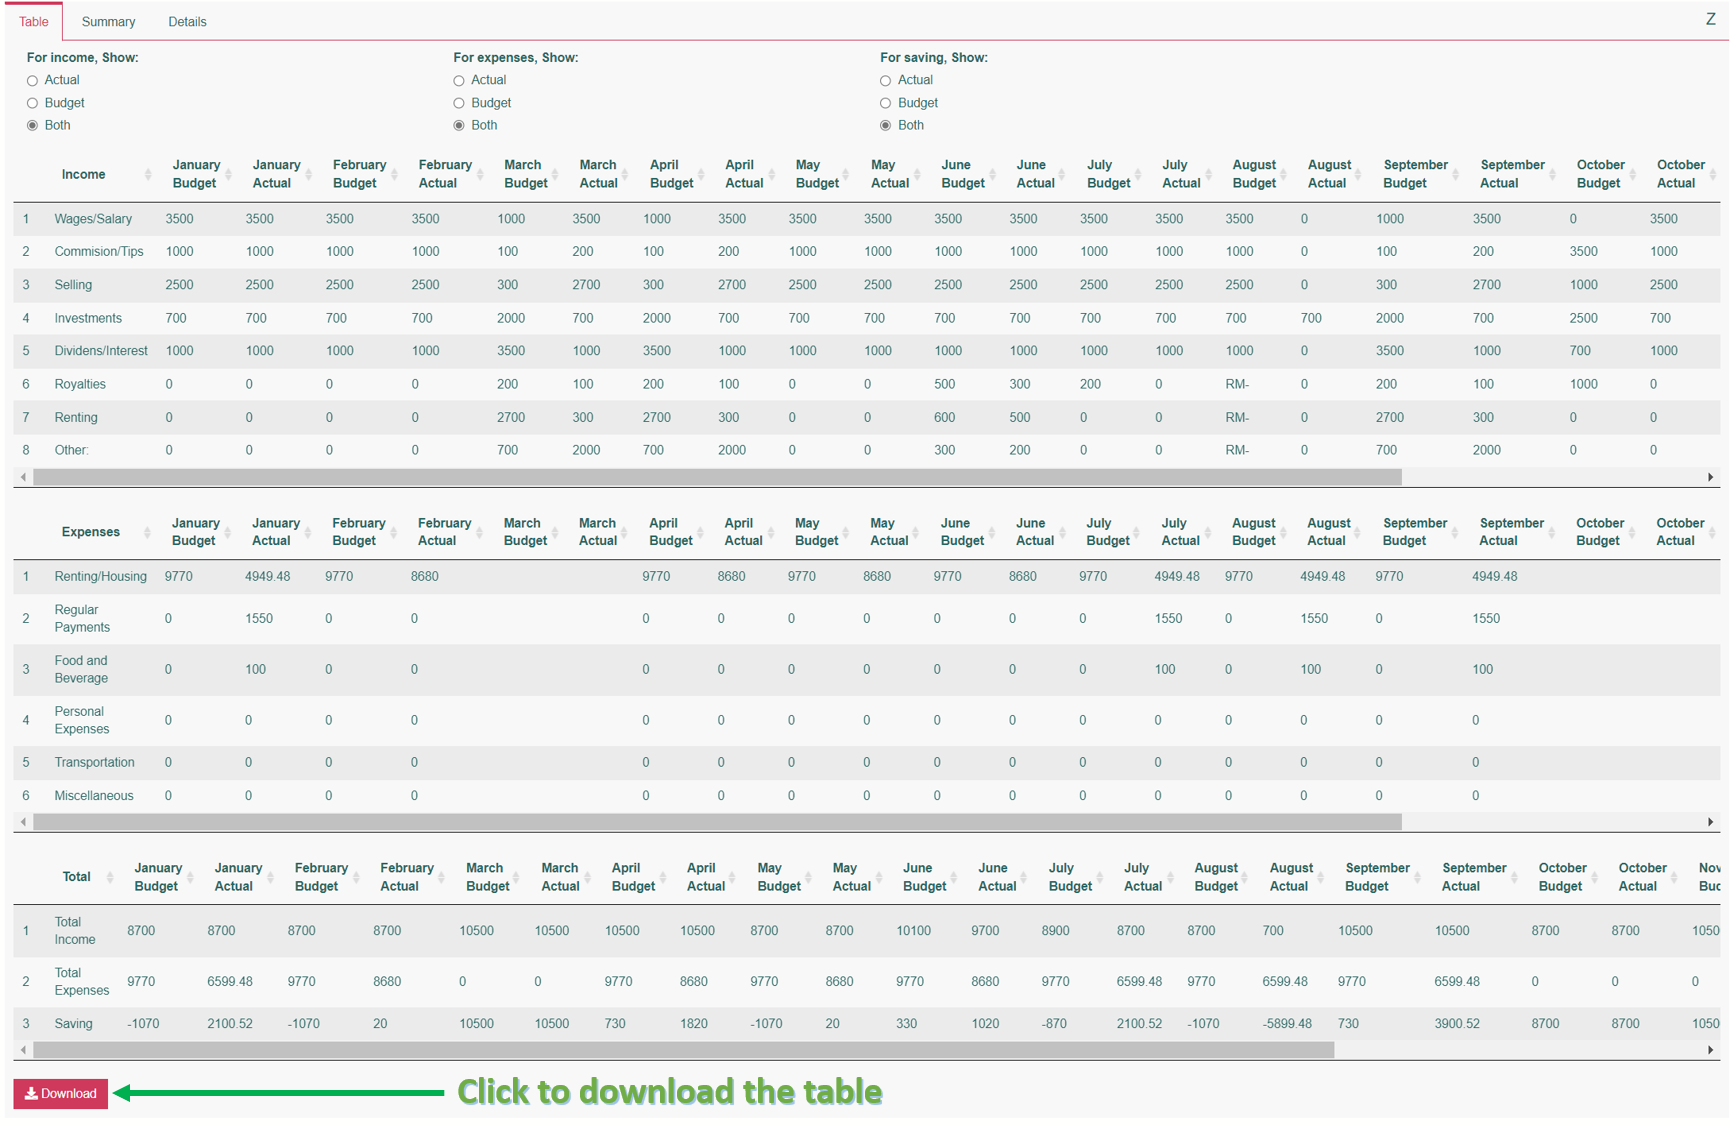 Table Summary Details Z
For income, Show: For expenses, Show: For saving, Show:
Actual Actual Actual
Budget Budget Budget
Both Both Both
Income January Budget January Actual February Budget February Actual March Budget March Actual April Budget April Actual May Budget May Actual June Budget June Actual July Budget July Actual August Budget August Actual September Budget September Actual October Budget October Actual
1 Wages/Salary 3500 3500 3500 3500 1000 3500 1000 3500 3500 3500 3500 3500 3500 3500 3500 0 1000 3500 0 3500
2 Commision/Tips 1000 1000 1000 1000 100 200 100 200 1000 1000 1000 1000 1000 1000 1000 0 100 200 3500 1000
3 Selling 2500 2500 2500 2500 300 2700 300 2700 2500 2500 2500 2500 2500 2500 2500 0 300 2700 1000 2500
4 Investments 700 700 700 700 2000 700 2000 700 700 700 700 700 700 700 700 700 2000 700 2500 700
5 Dividens/Interest 1000 1000 1000 1000 3500 1000 3500 1000 1000 1000 1000 1000 1000 1000 1000 0 3500 1000 700 1000
6 Royalties 0 0 0 0 200 100 200 100 0 0 500 300 200 0 RM- 0 200 100 1000 0
7 Renting 0 0 0 0 2700 300 2700 300 0 0 600 500 0 0 RM- 0 2700 300 0 0
8 Other: 0 0 0 0 700 2000 700 2000 0 0 300 200 0 0 RM- 0 700 2000 0 0
Expenses January Budget January Actual February Budget February Actual March Budget March Actual April Budget April Actual May Budget May Actual June Budget June Actual July Budget July Actual August Budget August Actual September Budget September Actual October Budget October Actual
1 Renting/Housing 9770 4949.48 9770 8680 9770 8680 9770 8680 9770 8680 9770 4949.48 9770 4949.48 9770 4949.48
2 Regular Payments 0 1550 0 0 0 0 0 0 0 0 0 1550 0 1550 0 1550
3 Food and Beverage 0 100 0 0 0 0 0 0 0 0 0 100 0 100 0 100
4 Personal Expenses 0 0 0 0 0 0 0 0 0 0 0 0 0 0 0 0
5 Transportation 0 0 0 0 0 0 0 0 0 0 0 0 0 0 0 0
6 Miscellaneous 0 0 0 0 0 0 0 0 0 0 0 0 0 0 0 0
Total January Budget January Actual February Budget February Actual March Budget March Actual April Budget April Actual May Budget May Actual June Budget June Actual July Budget July Actual August Budget August Actual September Budget September Actual October Budget October Actual
1 Total Income 8700 8700 8700 8700 10500 10500 10500 10500 8700 8700 10100 9700 8900 8700 8700 700 10500 10500 8700 8700
2 Total Expenses 9770 6599.48 9770 8680 0 0 9770 8680 9770 8680 9770 8680 9770 6599.48 9770 6599.48 9770 6599.48 0 0 0
3 Saving -1070 2100.52 -1070 20 10500 10500 730 1820 -1070 20 330 1020 -870 2100.52 -1070 -5899.48 730 3900.52 8700 8700
Download Click to download the table